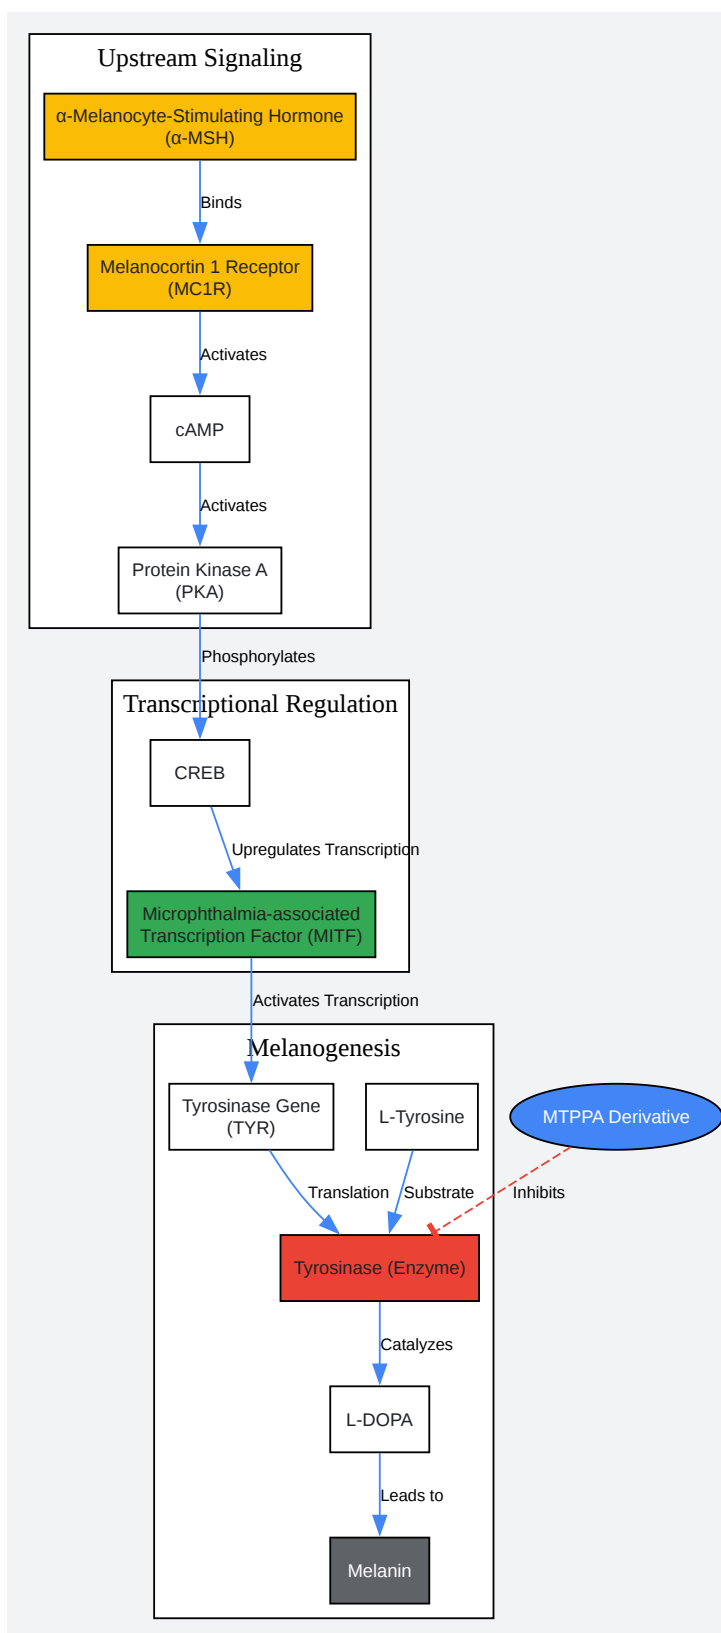 Upstream Signaling
α-Melanocyte-Stimulating Hormone
(α-MSH)
Binds
Melanocortin 1 Receptor
(MC1R)
Activates
cAMP
Activates
Protein Kinase A
(PKA)
Phosphorylates
Transcriptional Regulation
CREB
Upregulates Transcription
Microphthalmia-associated
Transcription Factor (MITF)
Activates Transcription
Melanogenesis
Tyrosinase Gene
(TYR)
L-Tyrosine
MTPPA Derivative
Translation
Substrate
Inhibits
Tyrosinase (Enzyme)
Catalyzes
L-DOPA
Leads to
Melanin